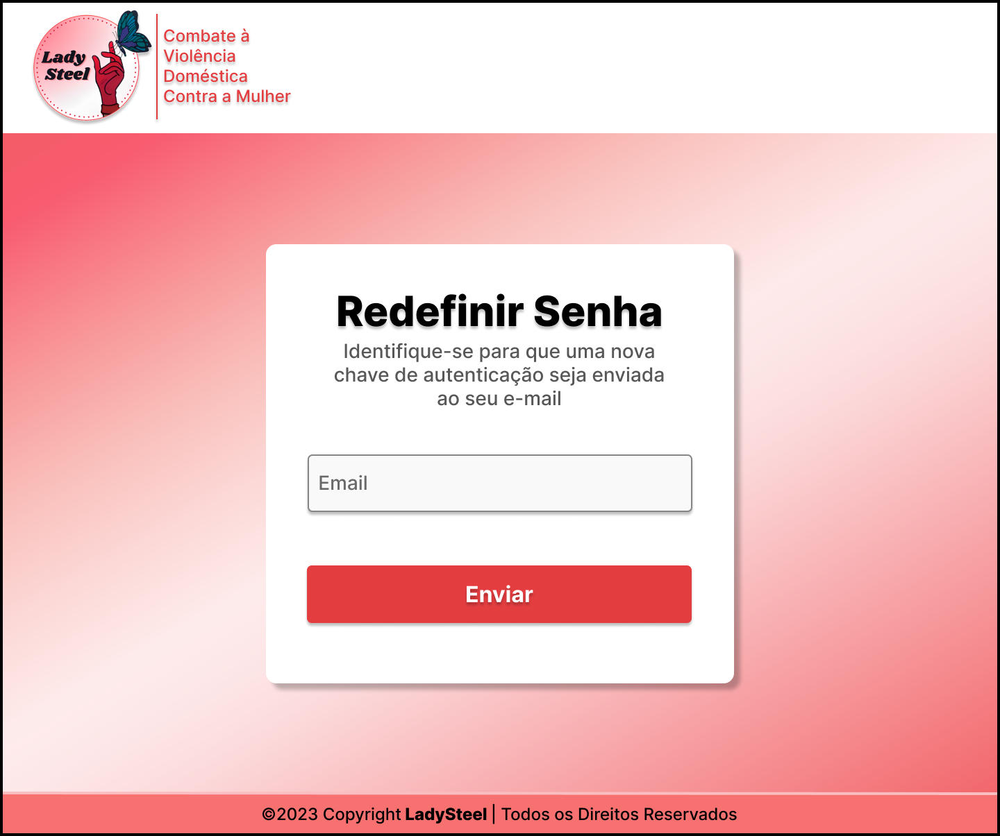 Lady
Steel
Combate à
Violência
Doméstica
Contra a Mulher
Redefinir Senha
Identifique-se para que uma nova
chave de autenticação seja enviada
ao seu e-mail
Email
Enviar
©2023 Copyright LadySteel | Todos os Direitos Reservados